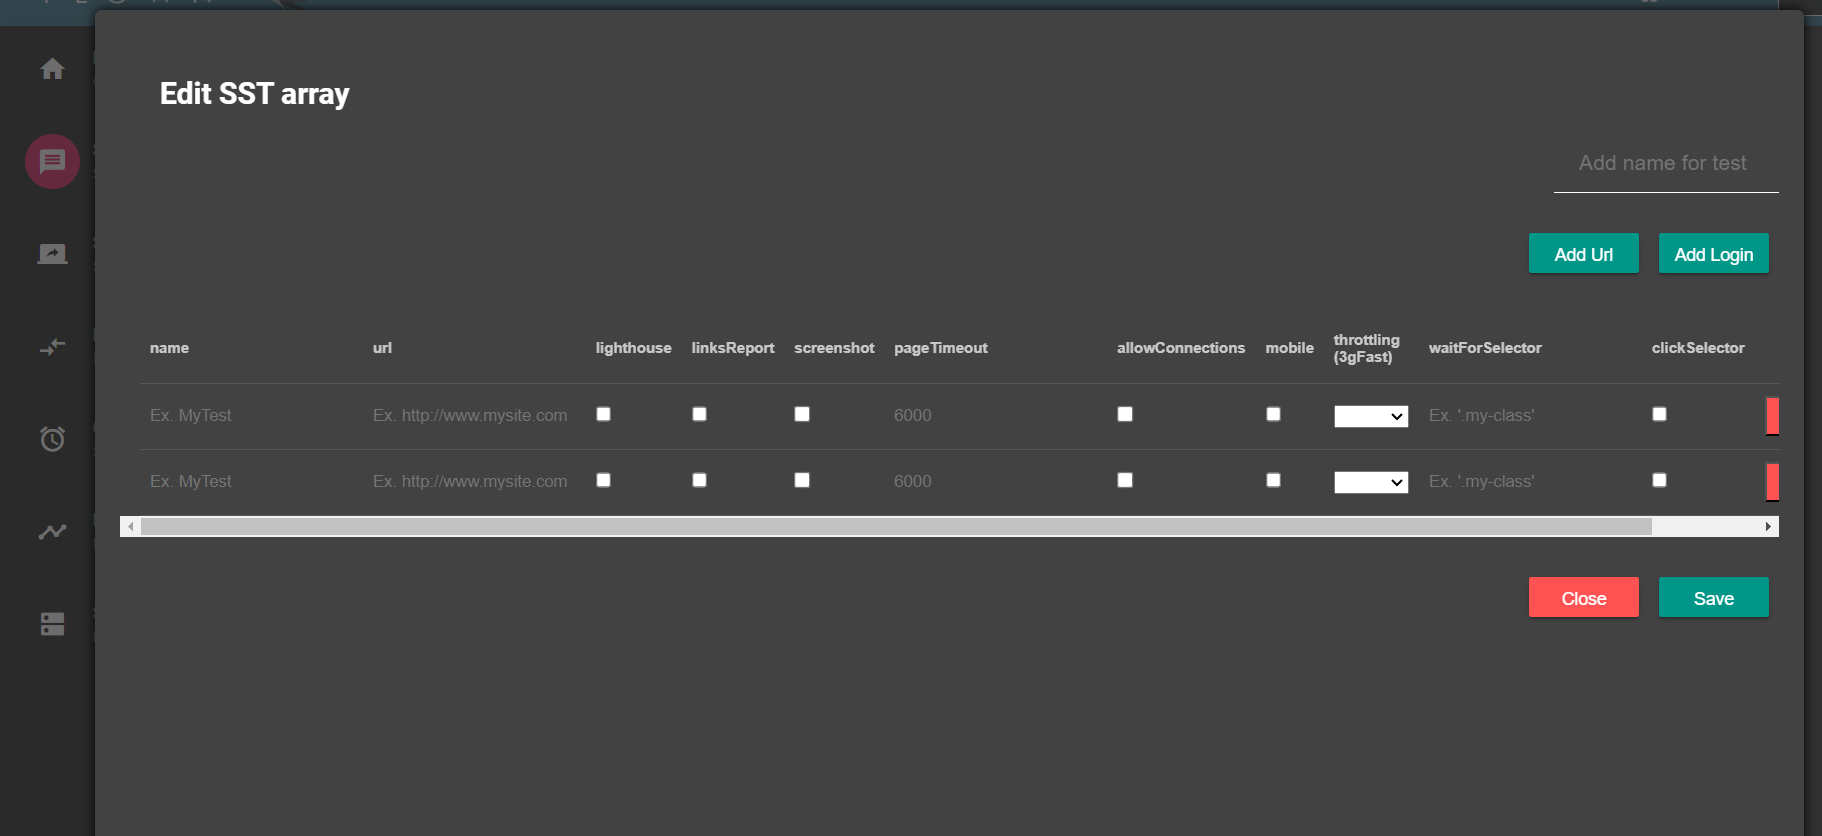 Edit SST array
Add name for test
Add Url Add Login
name url lighthouse linksReport screenshot pageTimeout allowConnections mobile throttling (3gFast) waitForSelector clickSelector
Ex. MyTest Ex. http://www.mysite.com 6000 Ex. '.my-class'
Ex. MyTest Ex. http://www.mysite.com 6000 Ex. '.my-class'
Close Save